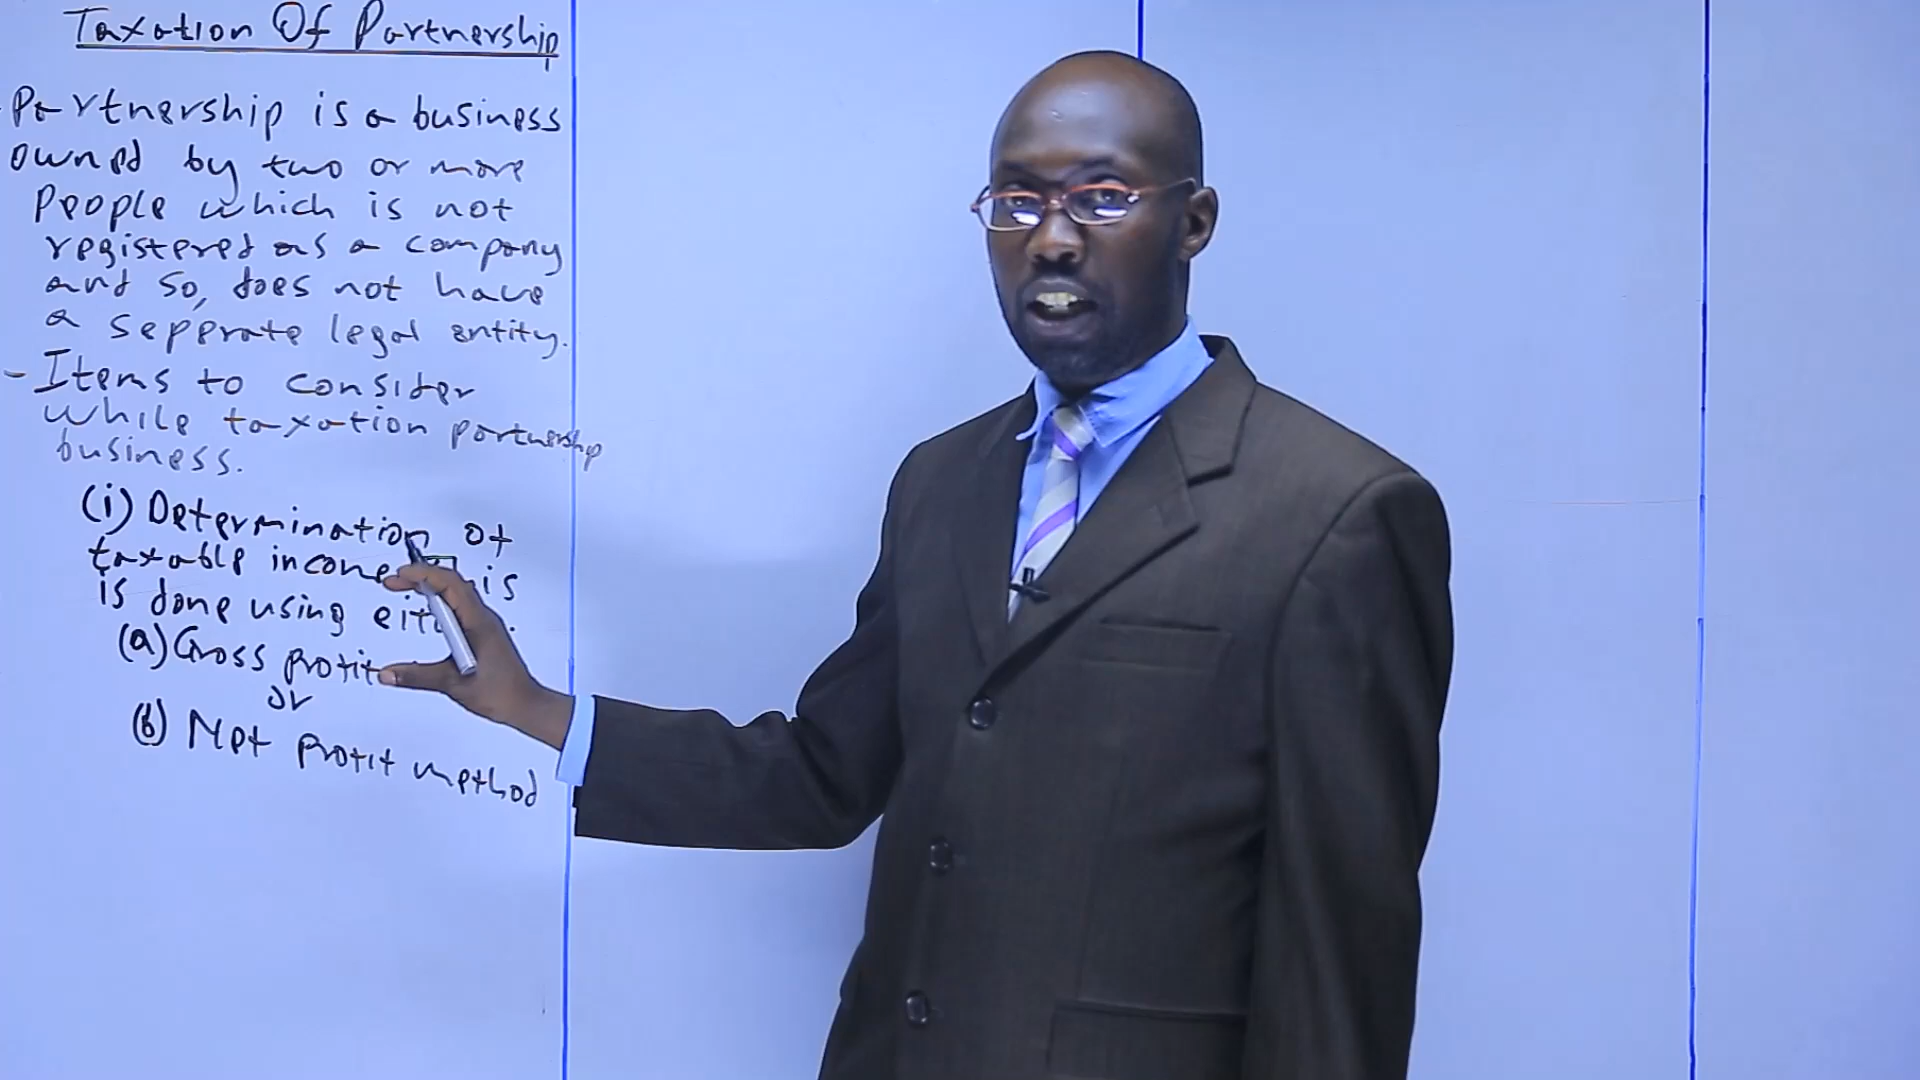 Taxation Of Partnership
Partnership is a business
owned by two or more
people which is not
registered as a company
and so, does not have
a seperate legal entity.
- Items to consider
while taxation partnership
business.
(i) Determination of
taxable income is
is done using
(a) Gross profit
or
(b) Net profit method